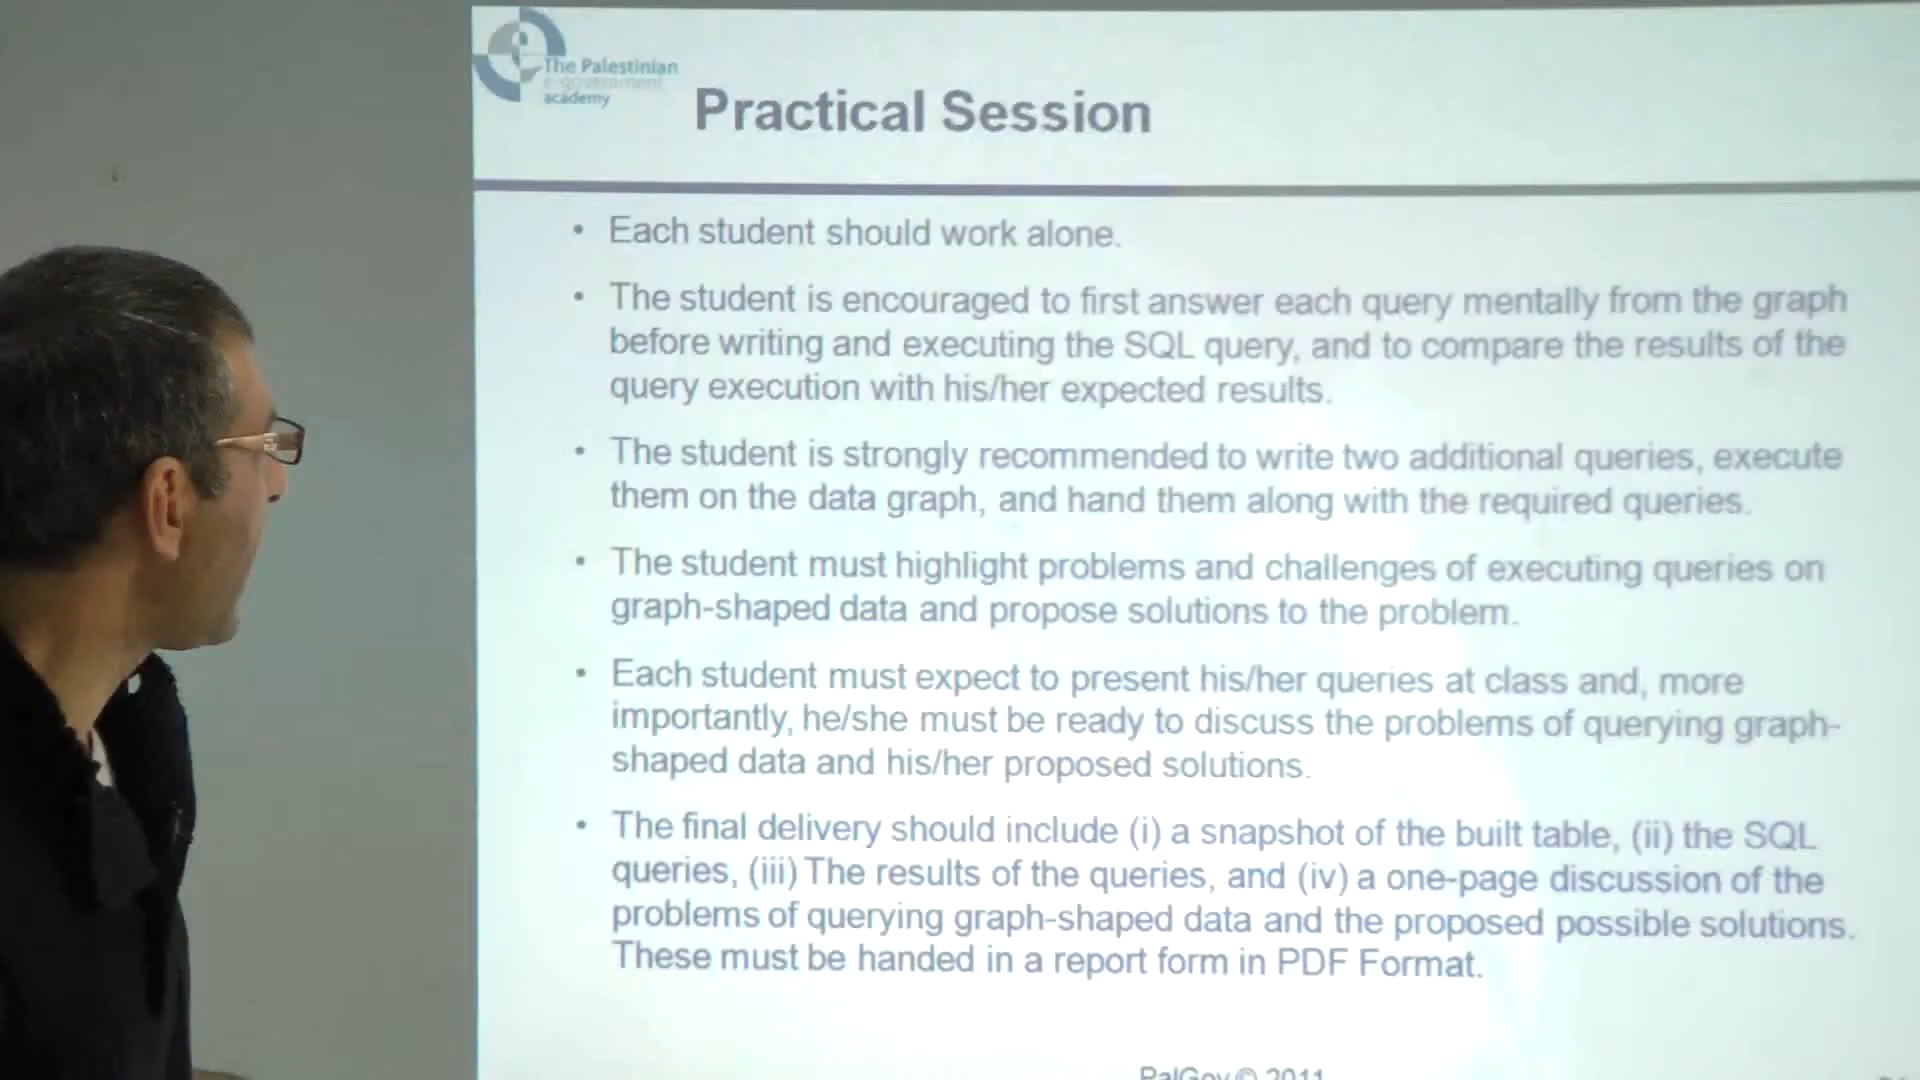 The Palestinian
e-government
academy
Practical Session
• Each student should work alone.
• The student is encouraged to first answer each query mentally from the graph
before writing and executing the SQL query, and to compare the results of the
query execution with his/her expected results.
• The student is strongly recommended to write two additional queries, execute
them on the data graph, and hand them along with the required queries.
• The student must highlight problems and challenges of executing queries on
graph-shaped data and propose solutions to the problem.
• Each student must expect to present his/her queries at class and, more
importantly, he/she must be ready to discuss the problems of querying graph-
shaped data and his/her proposed solutions.
• The final delivery should include (i) a snapshot of the built table, (ii) the SQL
queries, (iii) The results of the queries, and (iv) a one-page discussion of the
problems of querying graph-shaped data and the proposed possible solutions.
These must be handed in a report form in PDF Format.
PalGov © 2011